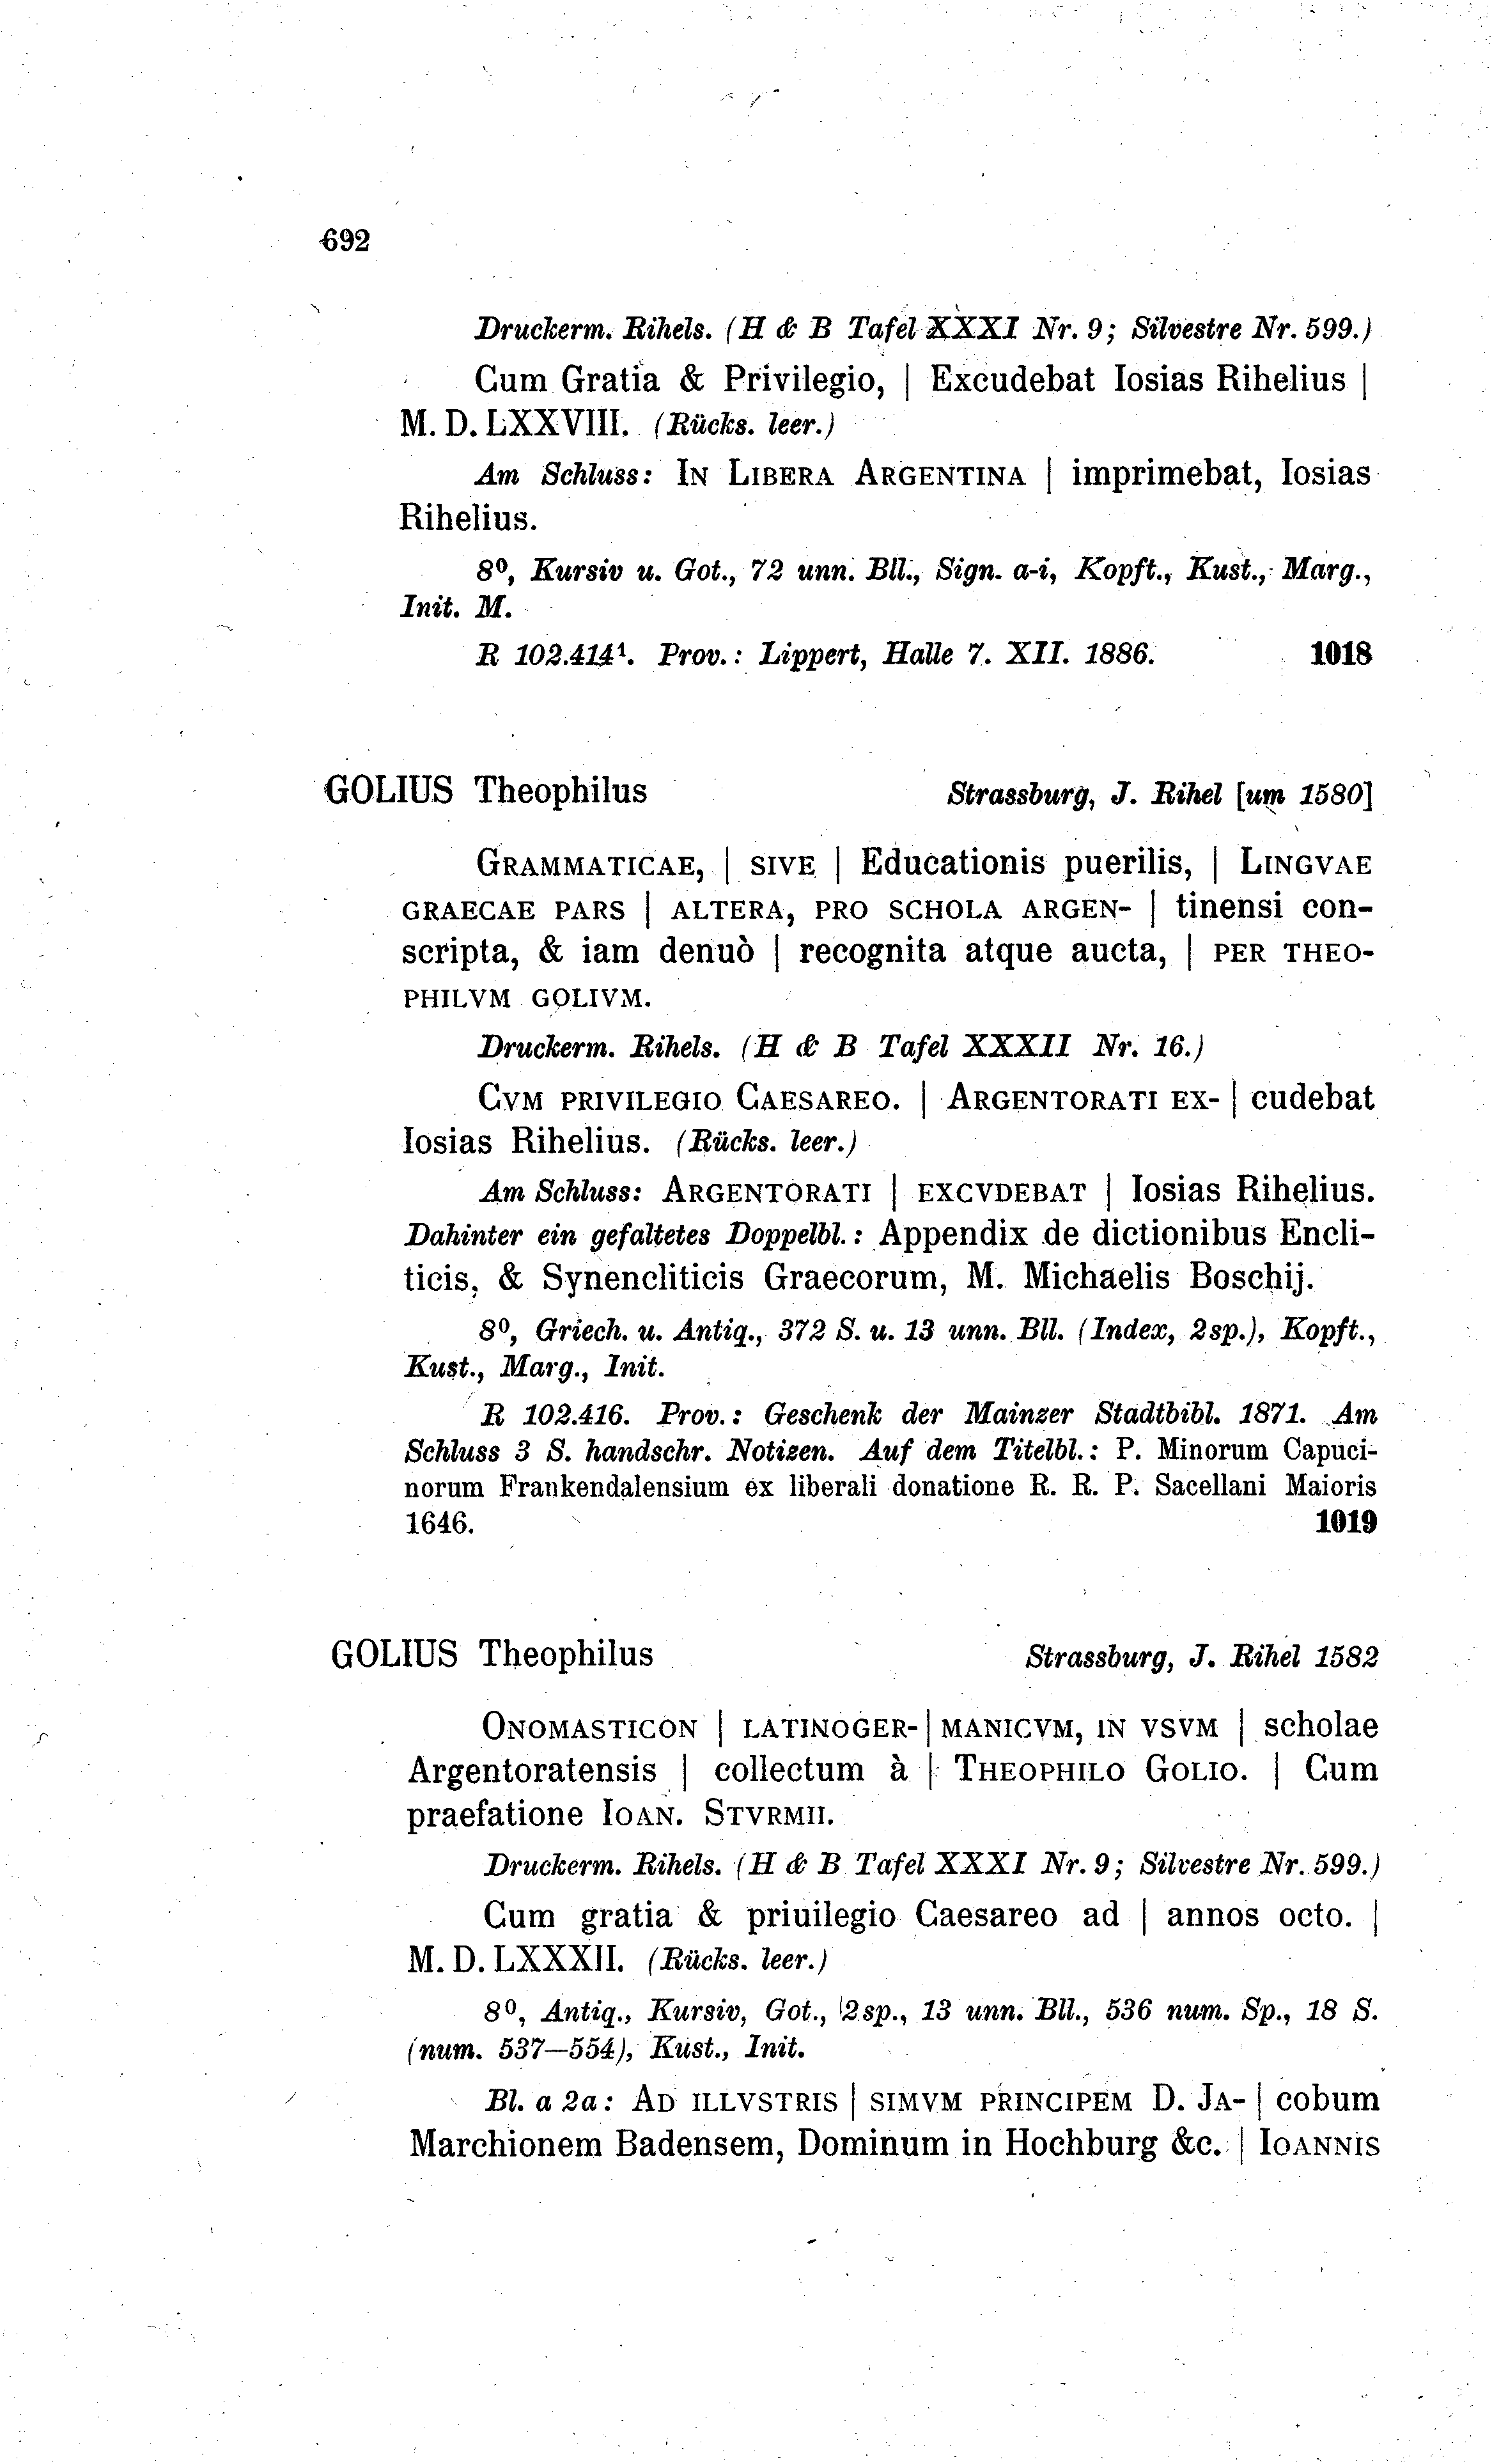 692
Druckerm. Rihels. (H & B Tafel XXXI Nr. 9; Silvestre Nr. 599.)
Cum Gratia & Privilegio, | Excudebat Iosias Rihelius |
M. D. LXXVIII. (Rücks. leer.)
Am Schluss: IN LIBERA ARGENTINA | imprimebat, Iosias
Rihelius.
8⁰, Kursiv u. Got., 72 unn. Bll., Sign. a-i, Kopft., Kust., Marg.,
Init. M.
R 102.414¹. Prov.: Lippert, Halle 7. XII. 1886. 1018
GOLIUS Theophilus Strassburg, J. Rihel [um 1580]
GRAMMATICAE, | SIVE | Educationis puerilis, | LINGVAE
GRAECAE PARS | ALTERA, PRO SCHOLA ARGEN- | tinensi con-
scripta, & iam denuò | recognita atque aucta, | PER THEO-
PHILVM GOLIVM.
Druckerm. Rihels. (H & B Tafel XXXII Nr. 16.)
CVM PRIVILEGIO CAESAREO. | ARGENTORATI EX- | cudebat
Iosias Rihelius. (Rücks. leer.)
Am Schluss: ARGENTORATI | EXCVDEBAT | Iosias Rihelius.
Dahinter ein gefaltetes Doppelbl.: Appendix de dictionibus Encli-
ticis, & Synencliticis Graecorum, M. Michaelis Boschij.
8⁰, Griech. u. Antiq., 372 S. u. 13 unn. Bll. (Index, 2sp.), Kopft.,
Kust., Marg., Init.
R 102.416. Prov.: Geschenk der Mainzer Stadtbibl. 1871. Am
Schluss 3 S. handschr. Notizen. Auf dem Titelbl.: P. Minorum Capuci-
norum Frankendalensium ex liberali donatione R. R. P. Sacellani Maioris
1646. 1019
GOLIUS Theophilus Strassburg, J. Rihel 1582
ONOMASTICON | LATINOGER- | MANICVM, IN VSVM | scholae
Argentoratensis | collectum à | THEOPHILO GOLIO. | Cum
praefatione IOAN. STVRMII.
Druckerm. Rihels. (H & B Tafel XXXI Nr. 9; Silvestre Nr. 599.)
Cum gratia & priuilegio Caesareo ad | annos octo. |
M. D. LXXXII. (Rücks. leer.)
8⁰, Antiq., Kursiv, Got., 2sp., 13 unn. Bll., 536 num. Sp., 18 S.
(num. 537—554), Kust., Init.
Bl. a 2a: AD ILLVSTRIS | SIMVM PRINCIPEM D. JA- | cobum
Marchionem Badensem, Dominum in Hochburg &c. | IOANNIS